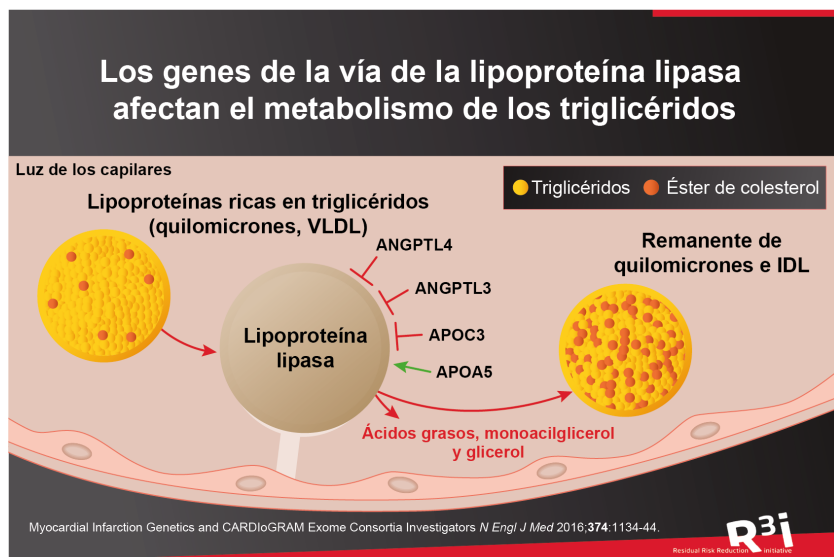 Los genes de la vía de la lipoproteína lipasa
afectan el metabolismo de los triglicéridos
Luz de los capilares
Triglicéridos Éster de colesterol
Lipoproteínas ricas en triglicéridos
(quilomicrones, VLDL)
ANGPTL4
ANGPTL3
APOC3
APOA5
Lipoproteína
lipasa
Remanente de
quilomicrones e IDL
Ácidos grasos, monoacilglicerol
y glicerol
Myocardial Infarction Genetics and CARDIoGRAM Exome Consortia Investigators N Engl J Med 2016;374:1134-44.
R3i
Residual Risk Reduction initiative